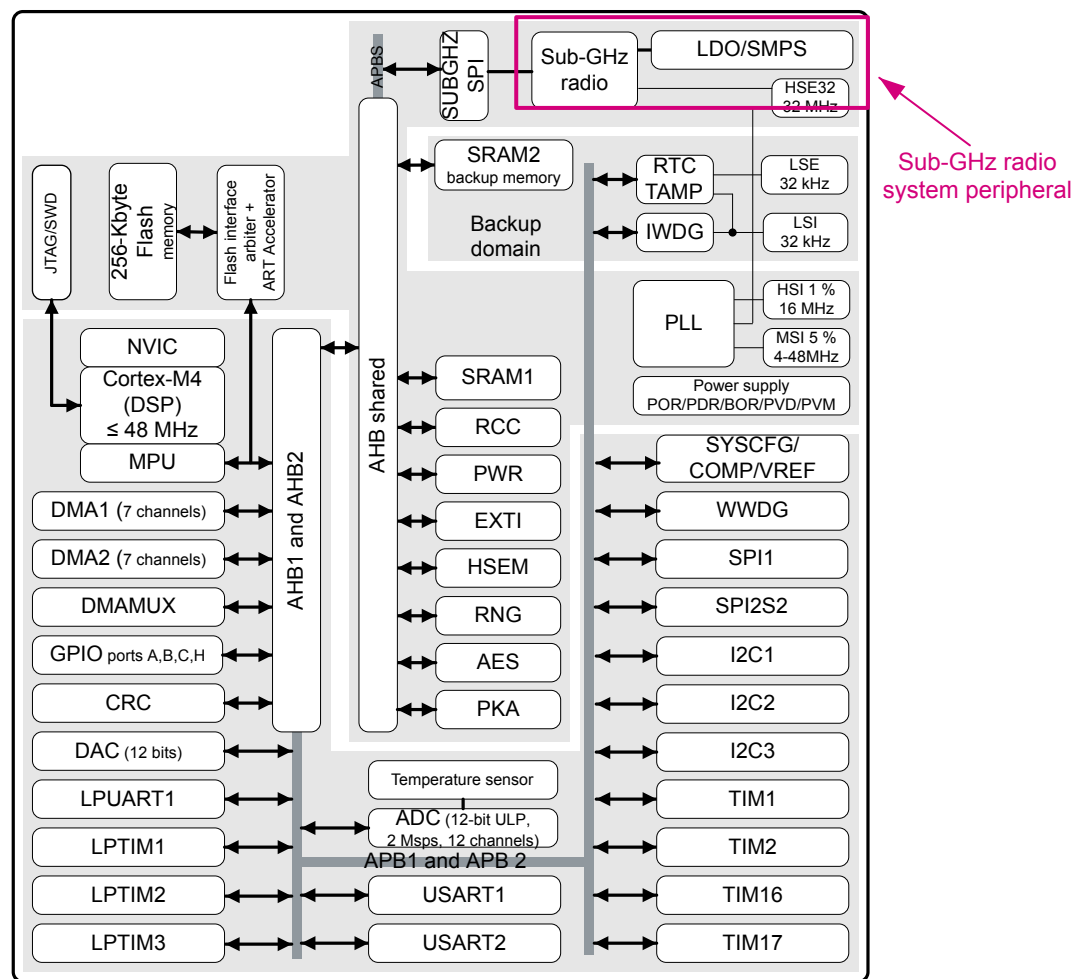 APBS
SUBGHZ
SPI
Sub-GHz
radio
LDO/SMPS
HSE32
32 MHz
Sub-GHz radio
system peripheral
SRAM2
backup memory
Backup
domain
RTC
TAMP
LSE
32 kHz
IWDG
LSI
32 kHz
JTAG/SWD
256-Kbyte
Flash
memory
Flash interface
arbiter +
ART Accelerator
PLL
HSI 1 %
16 MHz
MSI 5 %
4-48MHz
Power supply
POR/PDR/BOR/PVD/PVM
NVIC
Cortex-M4
(DSP)
≤ 48 MHz
MPU
AHB1 and AHB2
AHB shared
SRAM1
RCC
PWR
EXTI
HSEM
RNG
AES
PKA
DMA1 (7 channels)
DMA2 (7 channels)
DMAMUX
GPIO ports A,B,C,H
CRC
DAC (12 bits)
LPUART1
LPTIM1
LPTIM2
LPTIM3
Temperature sensor
ADC (12-bit ULP,
2 Msps, 12 channels)
APB1 and APB 2
USART1
USART2
SYSCFG/
COMP/VREF
WWDG
SPI1
SPI2S2
I2C1
I2C2
I2C3
TIM1
TIM2
TIM16
TIM17